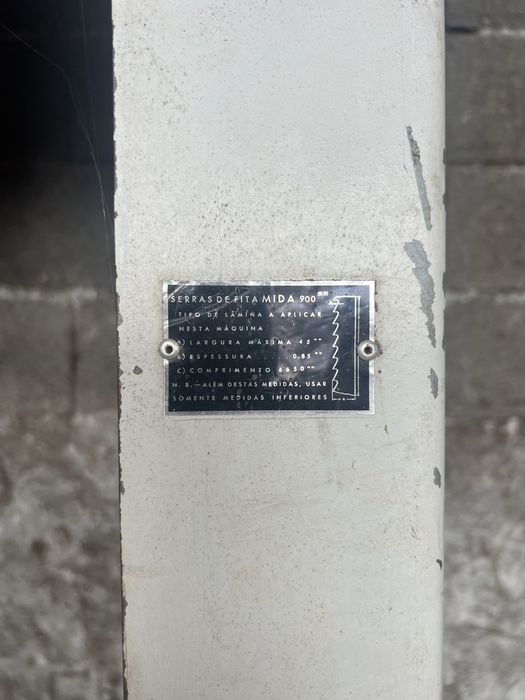 SERRAS DE FITA MIDA 900 mm
TIPO DE LÂMINA A APLICAR
NESTA MÁQUINA
A) LARGURA MÁXIMA 45 mm
B) ESPESSURA .... 0,85 mm
C) COMPRIMENTO 6650 mm
N. B.—ALÉM DESTAS MEDIDAS, USAR
SÒMENTE MEDIDAS INFERIORES